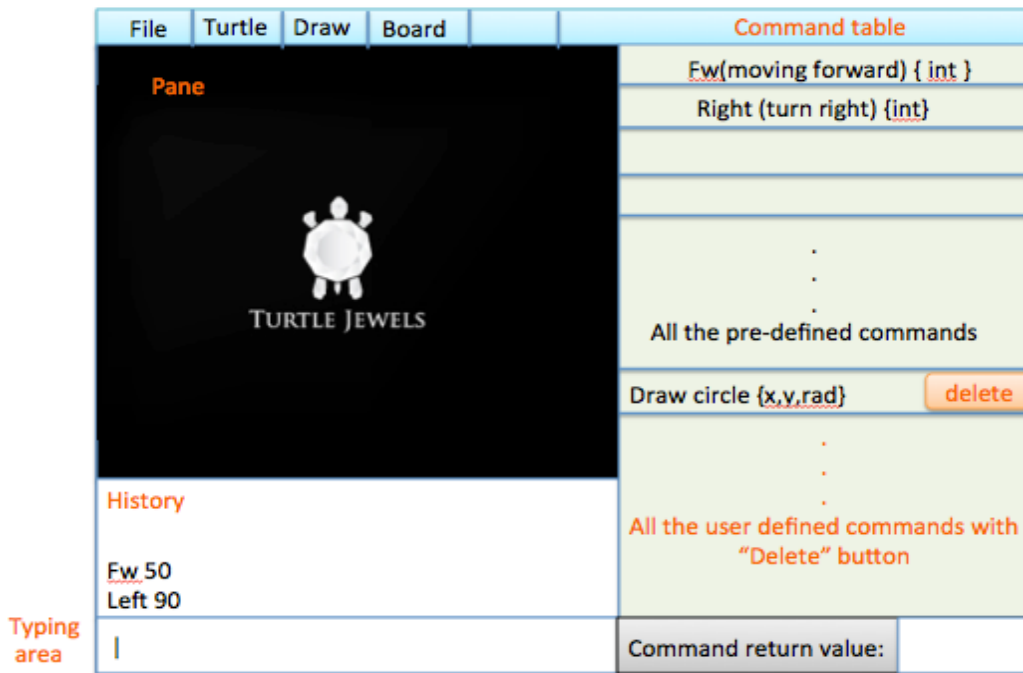 File Turtle Draw Board
Command table
Pane
Fw(moving forward) { int }
Right (turn right) {int}
TURTLE JEWELS
.
.
.
All the pre-defined commands
Draw circle {x,y,rad}
delete
.
.
.
All the user defined commands with
“Delete” button
History
Fw 50
Left 90
Typing
area
|
Command return value: